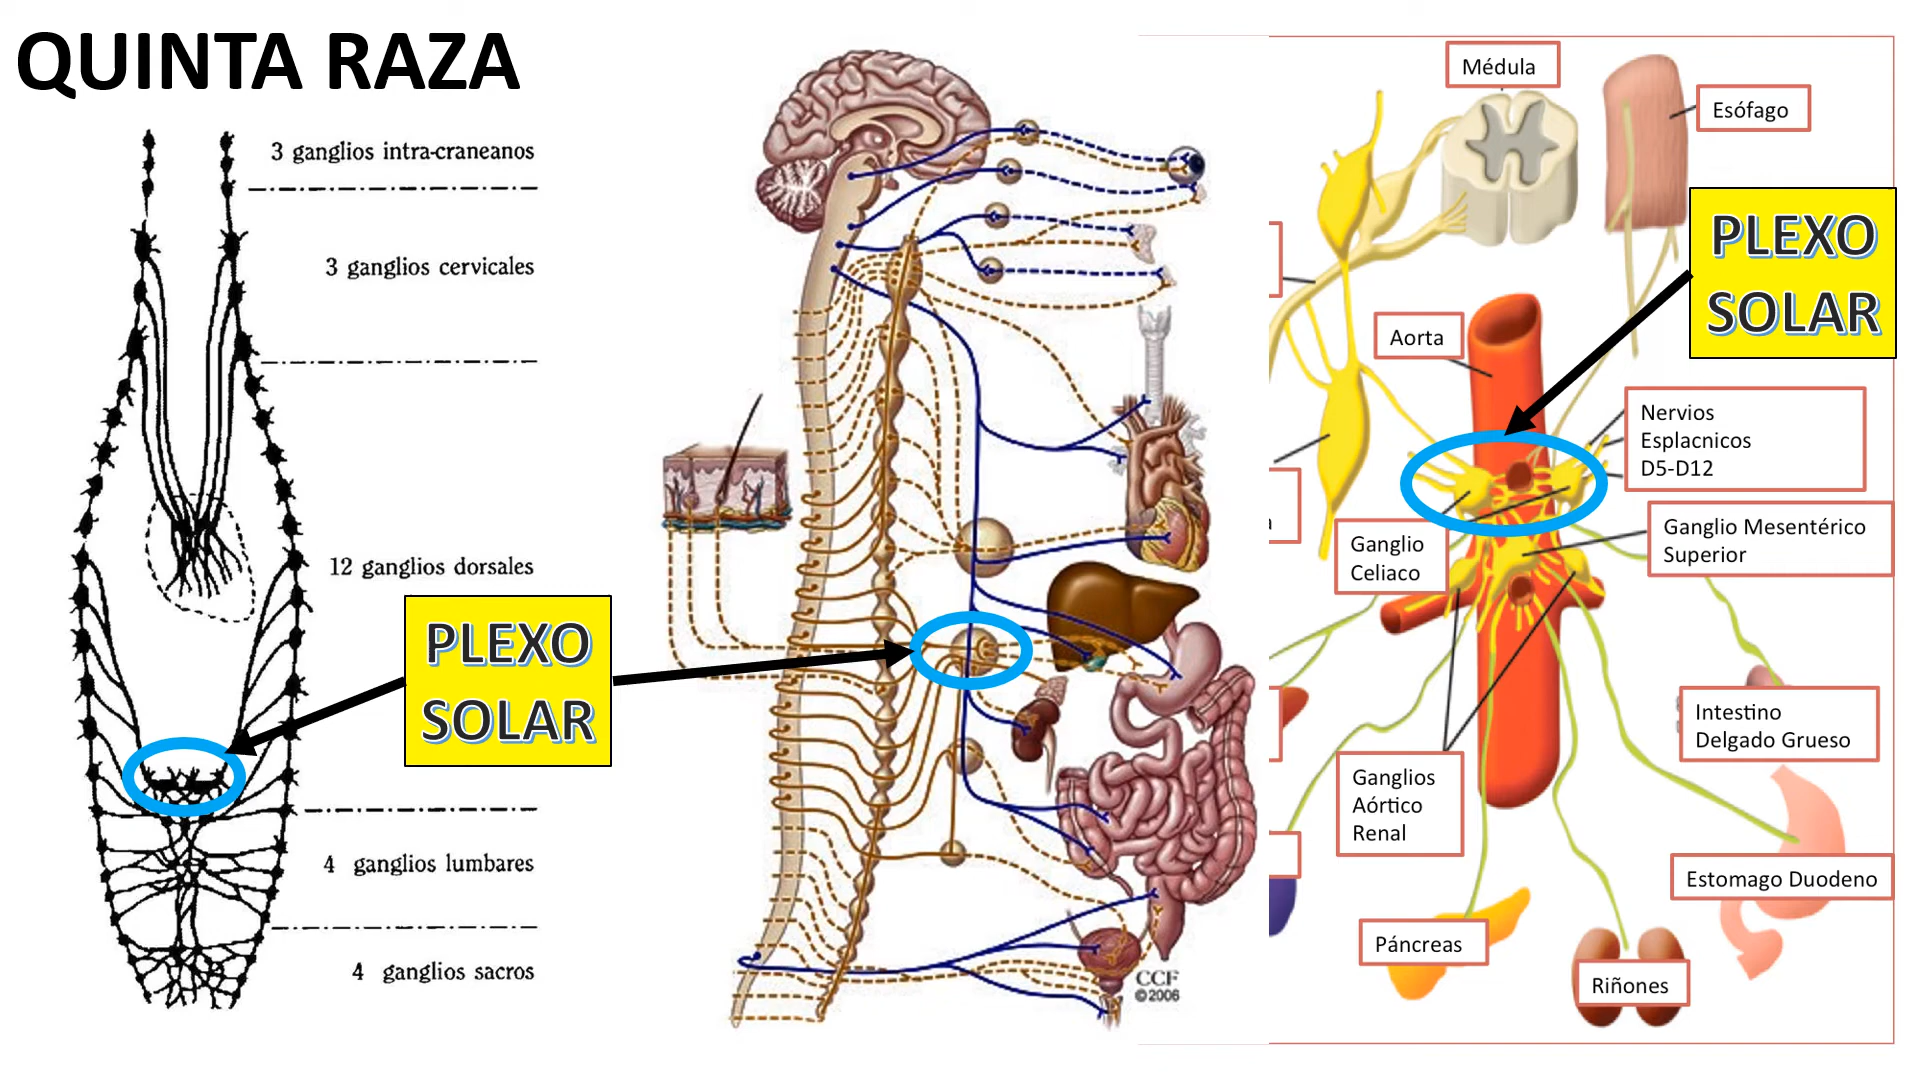 QUINTA RAZA
3 ganglios intra-craneanos
3 ganglios cervicales
12 ganglios dorsales
PLEXO
SOLAR
4 ganglios lumbares
4 ganglios sacros
CCF
©2006
Médula
Esófago
PLEXO
SOLAR
Aorta
Nervios
Esplacnicos
D5-D12
Ganglio Mesentérico
Superior
Ganglio
Celiaco
Intestino
Delgado Grueso
Ganglios
Aórtico
Renal
Estomago Duodeno
Páncreas
Riñones